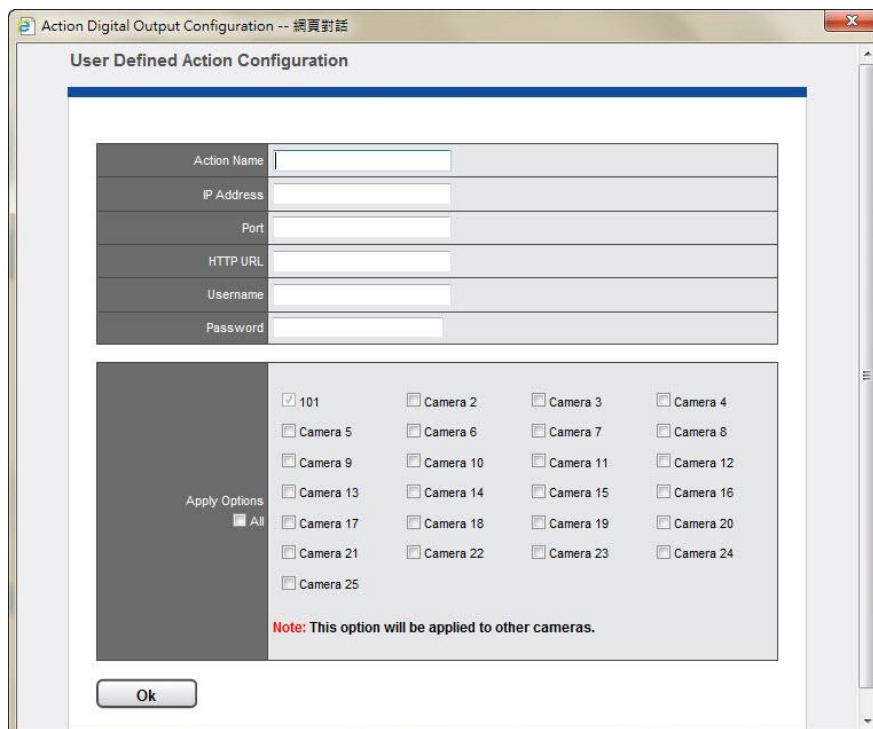 Action Digital Output Configuration -- 網頁對話
User Defined Action Configuration
Action Name
IP Address
Port
HTTP URL
Username
Password
101 Camera 2 Camera 3 Camera 4
Camera 5 Camera 6 Camera 7 Camera 8
Camera 9 Camera 10 Camera 11 Camera 12
Camera 13 Camera 14 Camera 15 Camera 16
Apply Options
All
Camera 17 Camera 18 Camera 19 Camera 20
Camera 21 Camera 22 Camera 23 Camera 24
Camera 25
Note: This option will be applied to other cameras.
Ok